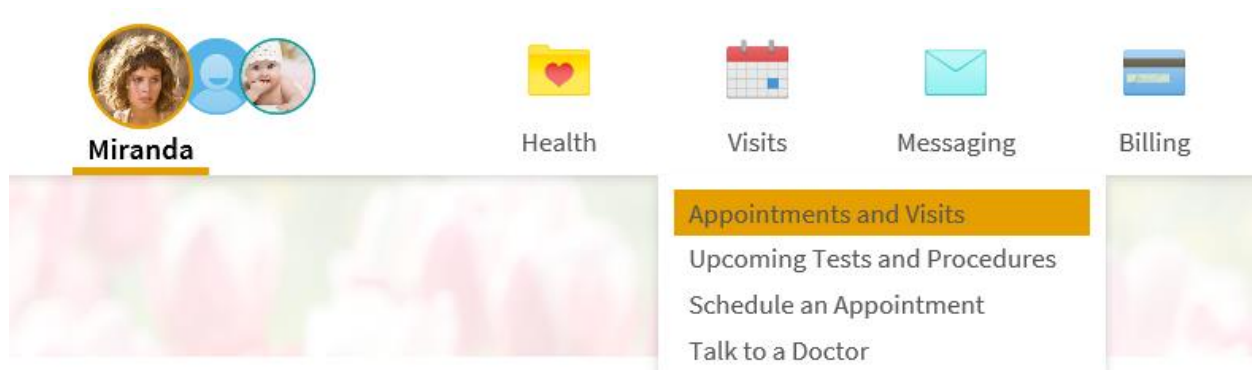 Miranda
Health
Visits
Messaging
Billing
Appointments and Visits
Upcoming Tests and Procedures
Schedule an Appointment
Talk to a Doctor